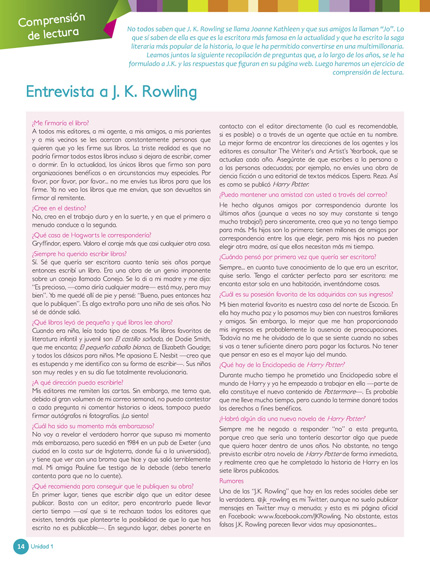 Comprensión
de lectura
No todos saben que J. K. Rowling se llama Joanne Kathleen y que sus amigos la llaman "Jo". Lo
que sí saben de ella es que es la escritora más famosa en la actualidad y que ha escrito la saga
literaria más popular de la historia, lo que le ha permitido convertirse en una multimillonaria.
Leamos juntos la siguiente recopilación de preguntas que, a lo largo de los años, se le ha
formulado a J.K. y las respuestas que figuran en su página web. Luego haremos un ejercicio de
comprensión de lectura.
Entrevista a J. K. Rowling
¿Me firmaría el libro?
A todos mis editores, a mi agente, a mis amigos, a mis parientes
y a mis vecinos se les acercan constantemente personas que
quieren que yo les firme sus libros. La triste realidad es que no
podría firmar todos estos libros incluso si dejara de escribir, comer
o dormir. En la actualidad, los únicos libros que firmo son para
organizaciones benéficas o en circunstancias muy especiales. Por
favor, por favor, por favor... no me envíes tus libros para que los
firme. Ya no veo los libros que me envían, que son devueltos sin
firmar al remitente.
¿Cree en el destino?
No, creo en el trabajo duro y en la suerte, y en que el primero a
menudo conduce a la segunda.
¿Qué casa de Hogwarts le correspondería?
Gryffindor, espero. Valoro el coraje más que casi cualquier otra cosa.
¿Siempre ha querido escribir libros?
Sí. Sé que quería ser escritora cuando tenía seis años porque
entonces escribí un libro. Era una obra de un genio imponente
sobre un conejo llamado Conejo. Se lo di a mi madre y me dijo:
"Es precioso, —como diría cualquier madre— está muy, pero muy
bien". Yo me quedé allí de pie y pensé: "Bueno, pues entonces haz
que lo publiquen". Es algo extraño para una niña de seis años. No
sé de dónde salió.
¿Qué libros leyó de pequeña y qué libros lee ahora?
Cuando era niña, leía todo tipo de cosas. Mis libros favoritos de
literatura infantil y juvenil son El castillo soñado, de Dodie Smith,
que me encanta; El pequeño caballo blanco, de Elizabeth Goudge;
y todos los clásicos para niños. Me apasiona E. Nesbit —creo que
es estupenda y me identifico con su forma de escribir—. Sus niños
son muy reales y en su día fue totalmente revolucionaria.
¿A qué dirección puedo escribirle?
Mis editores me remiten las cartas. Sin embargo, me temo que,
debido al gran volumen de mi correo semanal, no puedo contestar
a cada pregunta ni comentar historias o ideas, tampoco puedo
firmar autógrafos ni fotografías. ¡Lo siento!
¿Cuál ha sido su momento más embarazoso?
No voy a revelar el verdadero horror que supuso mi momento
más embarazoso, pero sucedió en 1984 en un pub de Exeter (una
ciudad en la costa sur de Inglaterra, donde fui a la universidad),
y tiene que ver con una broma que hice y que salió terriblemente
mal. Mi amiga Pauline fue testigo de la debacle (debo tenerla
contenta para que no lo cuente).
¿Qué recomienda para conseguir que le publiquen su obra?
En primer lugar, tienes que escribir algo que un editor desee
publicar. Basta con un editor, pero encontrarlo puede llevar
cierto tiempo —así que si te rechazan todos los editores que
existen, tendrás que plantearte la posibilidad de que lo que has
escrito no es publicable—. En segundo lugar, debes ponerte en
contacto con el editor directamente (lo cual es recomendable,
si es posible) o a través de un agente que actúe en tu nombre.
La mejor forma de encontrar las direcciones de los agentes y los
editores es consultar The Writer's and Artist's Yearbook, que se
actualiza cada año. Asegúrate de que escribes a la persona o
a las personas adecuadas; por ejemplo, no envíes una obra de
ciencia ficción a una editorial de textos médicos. Espera. Reza. Así
es como se publicó Harry Potter.
¿Puedo mantener una amistad con usted a través del correo?
He hecho algunos amigos por correspondencia durante los
últimos años (aunque a veces no soy muy constante si tengo
mucho trabajo) pero sinceramente, creo que ya no tengo tiempo
para más. Mis hijos son lo primero; tienen millones de amigos por
correspondencia entre los que elegir, pero mis hijos no pueden
elegir otra madre, así que ellos necesitan más mi tiempo.
¿Cuándo pensó por primera vez que quería ser escritora?
Siempre... en cuanto tuve conocimiento de lo que era un escritor,
quise serlo. Tengo el carácter perfecto para ser escritora: me
encanta estar sola en una habitación, inventándome cosas.
¿Cuál es su posesión favorita de las adquiridas con sus ingresos?
Mi bien material favorito es nuestra casa del norte de Escocia. En
ella hay mucha paz y lo pasamos muy bien con nuestros familiares
y amigos. Sin embargo, lo mejor que me han proporcionado
mis ingresos es probablemente la ausencia de preocupaciones.
Todavía no me he olvidado de lo que se siente cuando no sabes
si vas a tener suficiente dinero para pagar las facturas. No tener
que pensar en eso es el mayor lujo del mundo.
¿Qué hay de la Enciclopedia de Harry Potter?
Durante mucho tiempo he prometido una Enciclopedia sobre el
mundo de Harry y ya he empezado a trabajar en ella —parte de
ella constituye el nuevo contenido de Pottermore—. Es probable
que me lleve mucho tiempo, pero cuando la termine donaré todos
los derechos a fines benéficos.
¿Habrá algún día una nueva novela de Harry Potter?
Siempre me he negado a responder "no" a esta pregunta,
porque creo que sería una tontería descartar algo que puede
que quiera hacer dentro de unos años. No obstante, no tengo
previsto escribir otra novela de Harry Potter de forma inmediata,
y realmente creo que he completado la historia de Harry en los
siete libros publicados.
Rumores
Una de las "J.K. Rowling" que hay en las redes sociales debe ser
la verdadera. @jk_rowling es mi Twitter, aunque no suelo publicar
mensajes en Twitter muy a menudo; y esta es mi página oficial
en Facebook: www.facebook.com/JKRowling. No obstante, estas
falsas J.K. Rowling parecen llevar vidas muy apasionantes...
14 Unidad 1